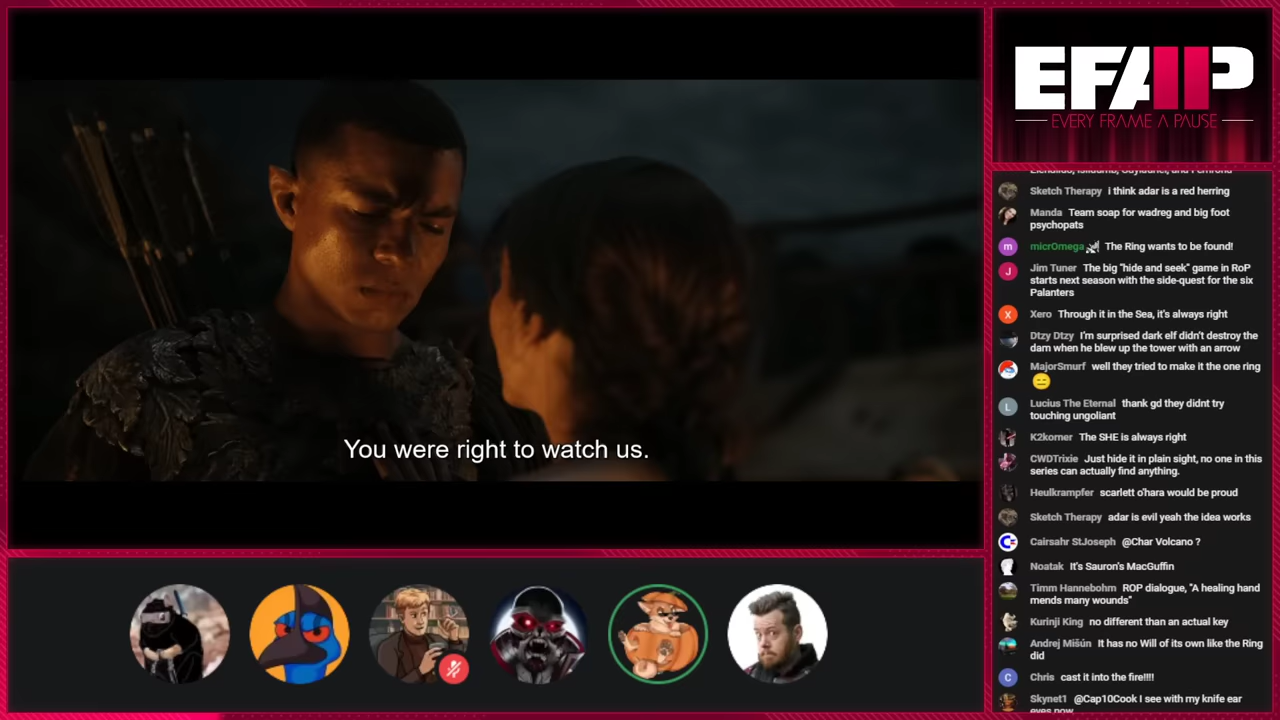 You were right to watch us.
EFAP
EVERY FRAME A PAUSE
Sketch Therapy i think adar is a red herring
Manda Team soap for wadreg and big foot
psychopats
m
micr0mega The Ring wants to be found!
J
Jim Tuner The big "hide and seek" game in RoP
starts next season with the side-quest for the six
Palanters
X
Xero Through it in the Sea, it's always right
Dtzy Dtzy I'm surprised dark elf didn't destroy the
dam when he blew up the tower with an arrow
MajorSmurf well they tried to make it the one ring
L
Lucius The Eternal thank gd they didnt try
touching ungoliant
K2korner The SHE is always right
CWDTrixie Just hide it in plain sight, no one in this
series can actually find anything.
Heulkrampfer scarlett o'hara would be proud
Sketch Therapy adar is evil yeah the idea works
Cairsahr StJoseph @Char Volcano ?
Noatak It's Sauron's MacGuffin
Timm Hannebohm ROP dialogue, "A healing hand
mends many wounds"
Kurinji King no different than an actual key
Andrej Mišún It has no Will of its own like the Ring
did
C
Chris cast it into the fire!!!!
Skynet1 @Cap10Cook I see with my knife ear
eyes now